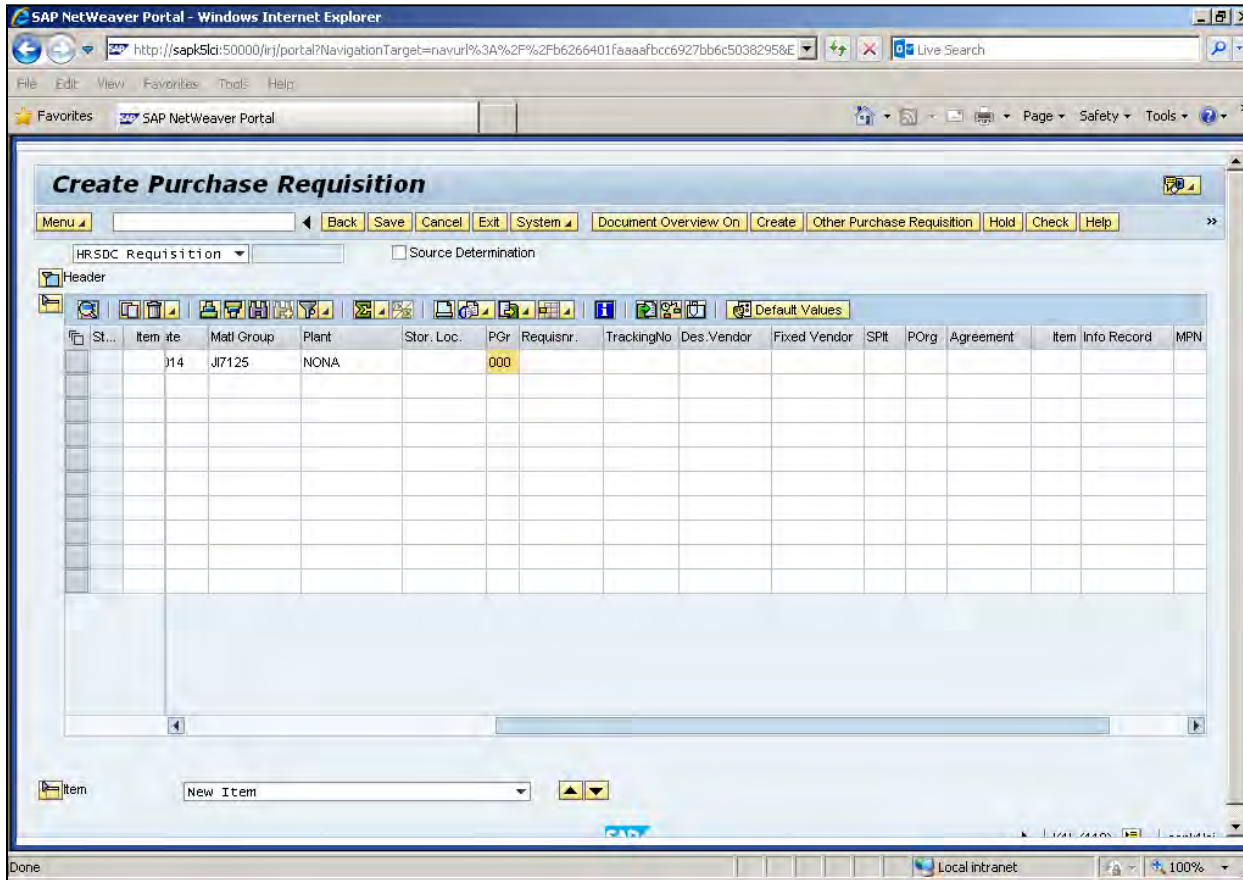 SAP NetWeaver Portal - Windows Internet Explorer
http://sapk5lci:50000/irj/portal?NavigationTarget=navurl%3A%2F%2Fb6266401faaaafbcc6927bb6c5038295&E
Live Search
File Edit View Favorites Tools Help
Favorites SAP NetWeaver Portal Page Safety Tools
Create Purchase Requisition
Menu Back Save Cancel Exit System Document Overview On Create Other Purchase Requisition Hold Check Help »
HRSDC Requisition Source Determination
Header
Default Values
St... Item ate Matl Group Plant Stor. Loc. PGr Requisnr. TrackingNo Des.Vendor Fixed Vendor SPlt POrg Agreement Item Info Record MPN
014 JI7125 NONA 000
Item New Item
SAP
Done Local intranet 100%